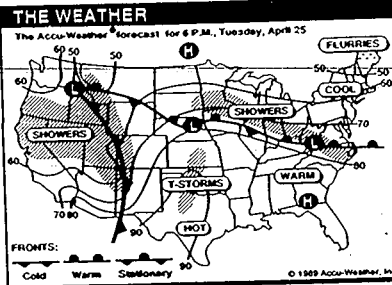 THE WEATHER
The Accu-Weather forecast for 6 P.M., Tuesday, April 25
H
FLURRIES
60 50 50
50 50
60
L
COOL
60
SHOWERS
L
SHOWERS
70
L
60
80
T-STORMS
WARM
70 80
H
90
HOT
90
FRONTS:
Cold Warm Stationary
© 1989 Accu-Weather, Inc